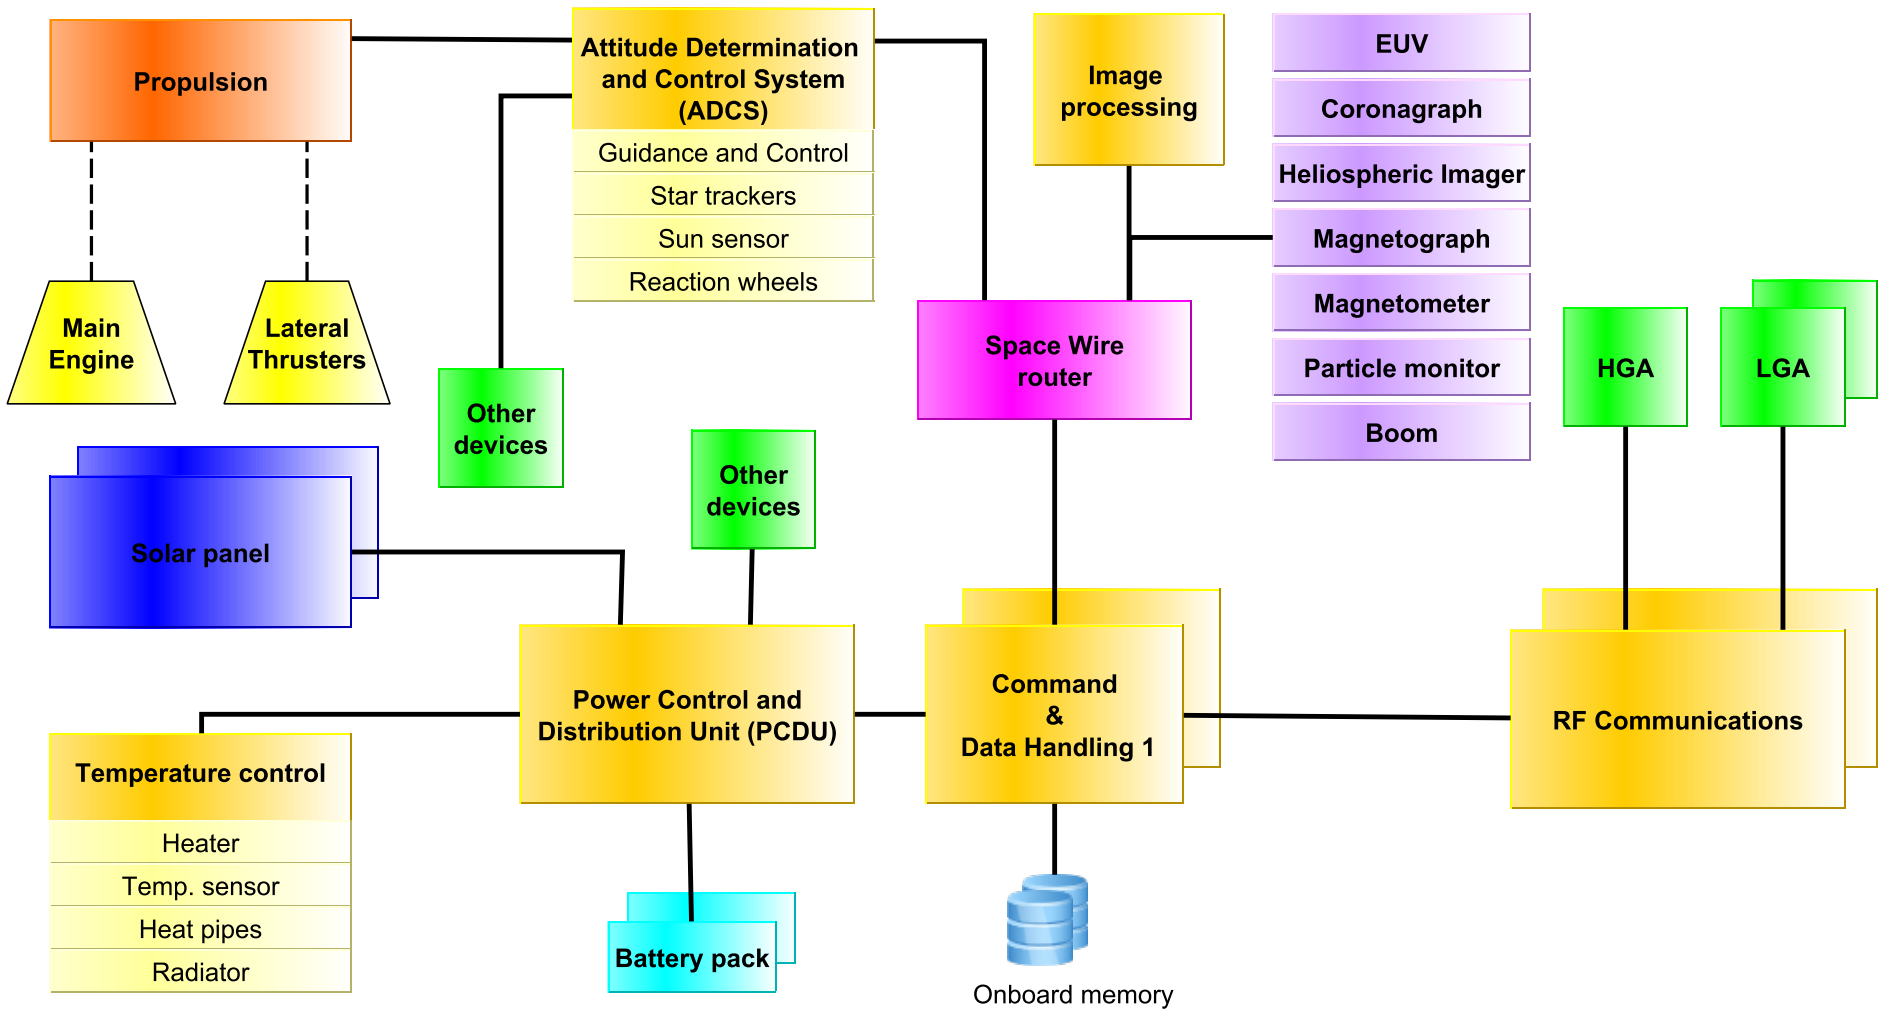 Propulsion
Main
Engine
Lateral
Thrusters
Attitude Determination
and Control System
(ADCS)
Guidance and Control
Star trackers
Sun sensor
Reaction wheels
Image
processing
EUV
Coronagraph
Heliospheric Imager
Magnetograph
Magnetometer
Particle monitor
Boom
Space Wire
router
HGA
LGA
Other
devices
Other
devices
Solar panel
Power Control and
Distribution Unit (PCDU)
Command
&
Data Handling 1
RF Communications
Temperature control
Heater
Temp. sensor
Heat pipes
Radiator
Battery pack
Onboard memory